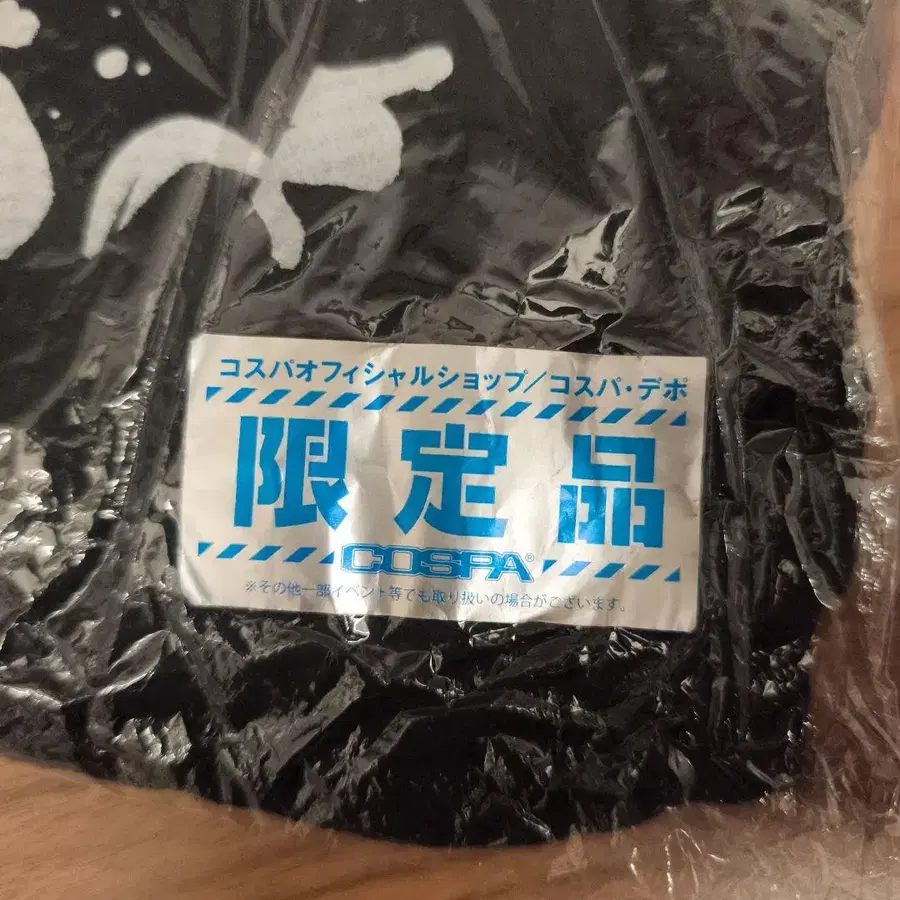 コスパオフィシャルショップ/コスパ・デポ
限定品
COSPA®
※その他一部イベント等でも取り扱いの場合がございます。